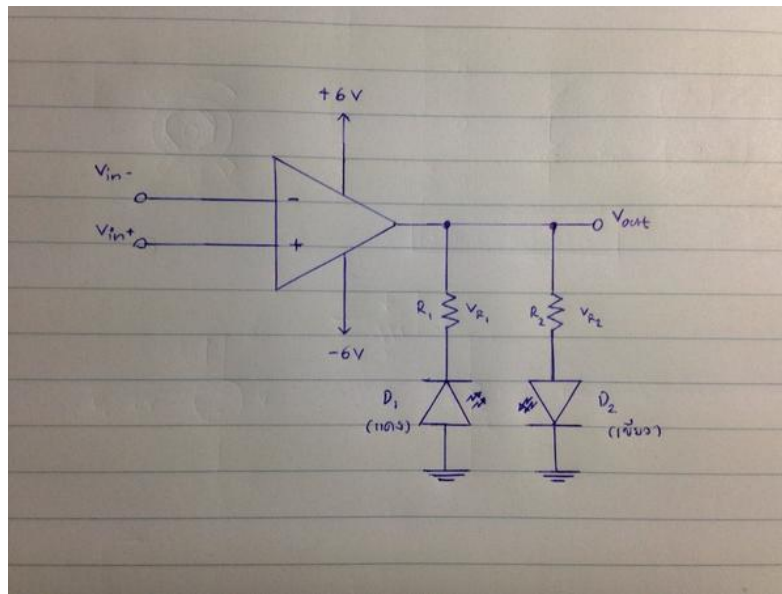 +6V
Vin-
-
Vin+
+
Vout
-6V
R1
VR1
R2
VR2
D1
(แดง)
D2
(เขียว)